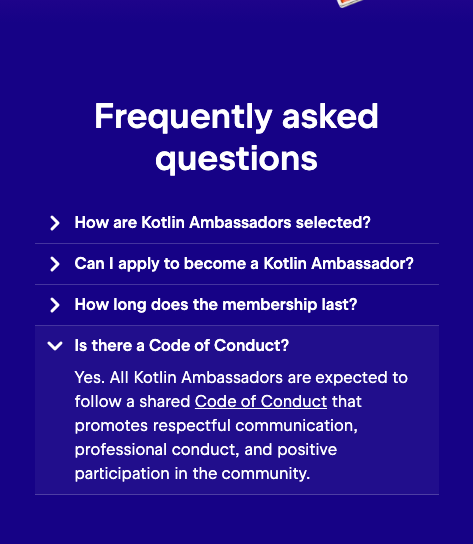 Frequently asked
questions
How are Kotlin Ambassadors selected?
Can I apply to become a Kotlin Ambassador?
How long does the membership last?
Is there a Code of Conduct?
Yes. All Kotlin Ambassadors are expected to
follow a shared Code of Conduct that
promotes respectful communication,
professional conduct, and positive
participation in the community.